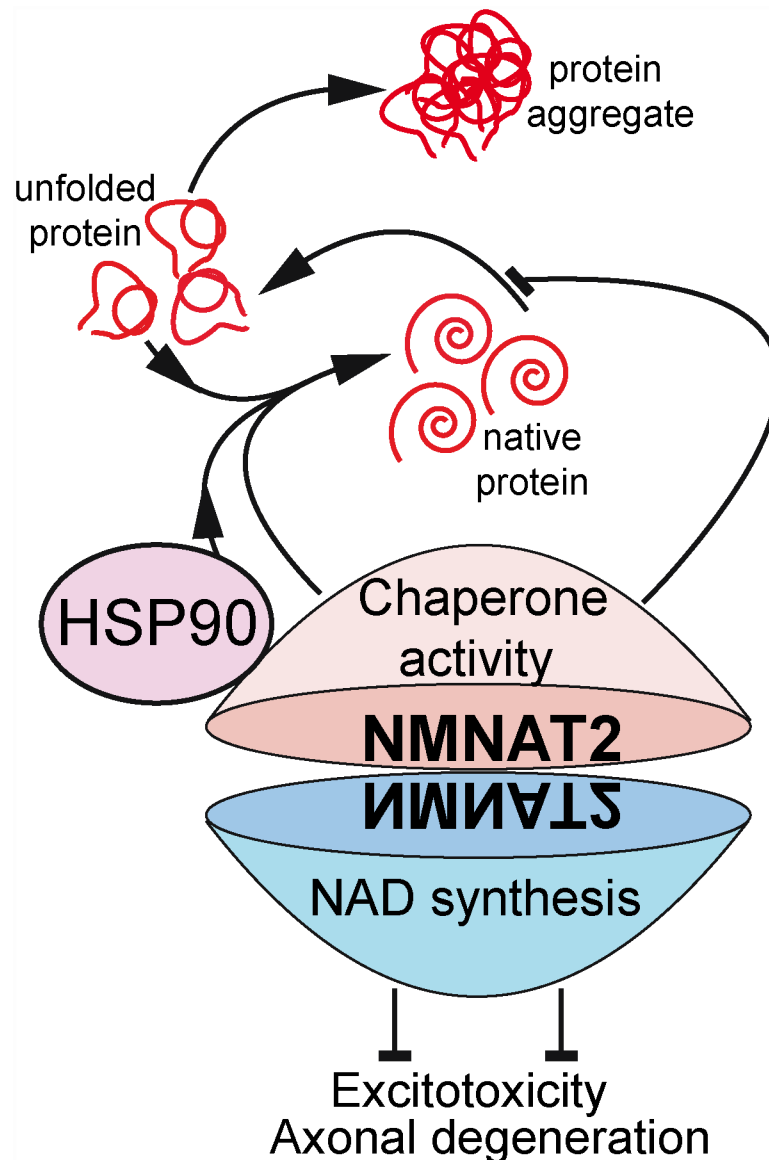 protein
aggregate
unfolded
protein
native
protein
HSP90
Chaperone
activity
NMNAT2
NMNAT2
NAD synthesis
Excitotoxicity
Axonal degeneration